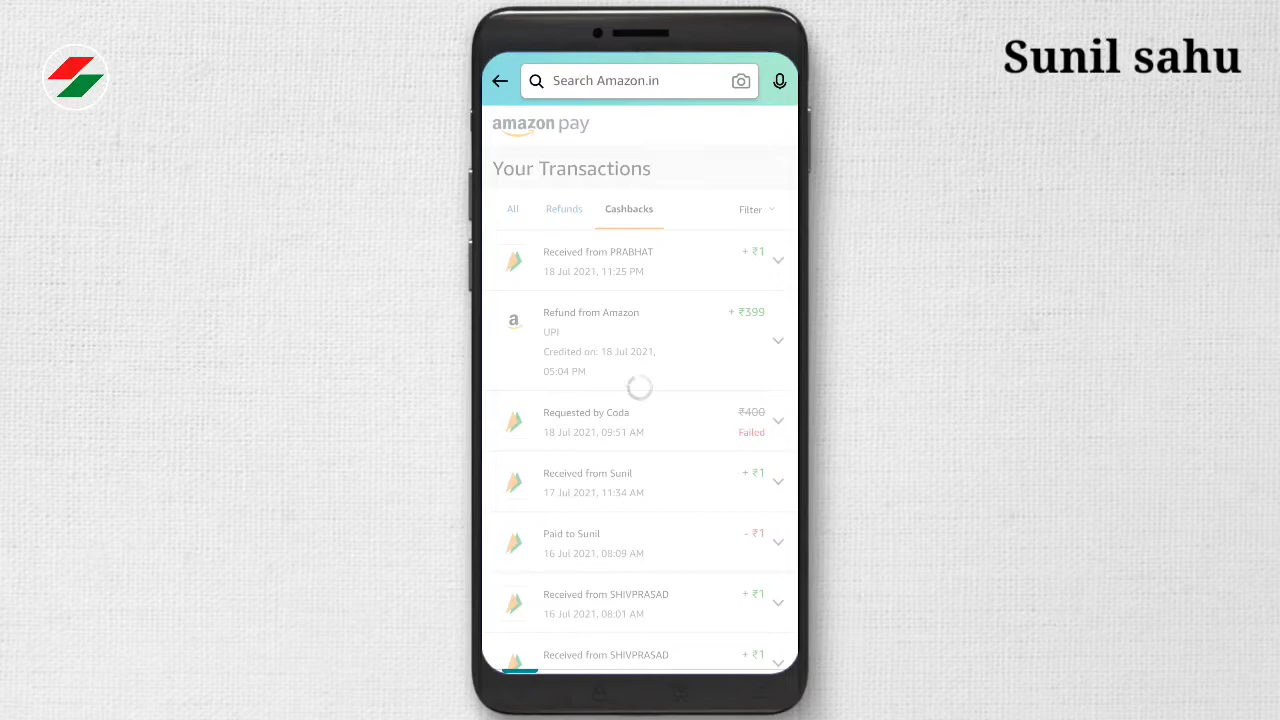 Sunil sahu
Search Amazon.in
amazon pay
Your Transactions
All Refunds Cashbacks Filter
Received from PRABHAT + ₹1
18 Jul 2021, 11:25 PM
a
Refund from Amazon + ₹399
UPI
Credited on: 18 Jul 2021,
05:04 PM
Requested by Coda ₹400
18 Jul 2021, 09:51 AM Failed
Received from Sunil + ₹1
17 Jul 2021, 11:34 AM
Paid to Sunil - ₹1
16 Jul 2021, 08:09 AM
Received from SHIVPRASAD + ₹1
16 Jul 2021, 08:01 AM
Received from SHIVPRASAD + ₹1